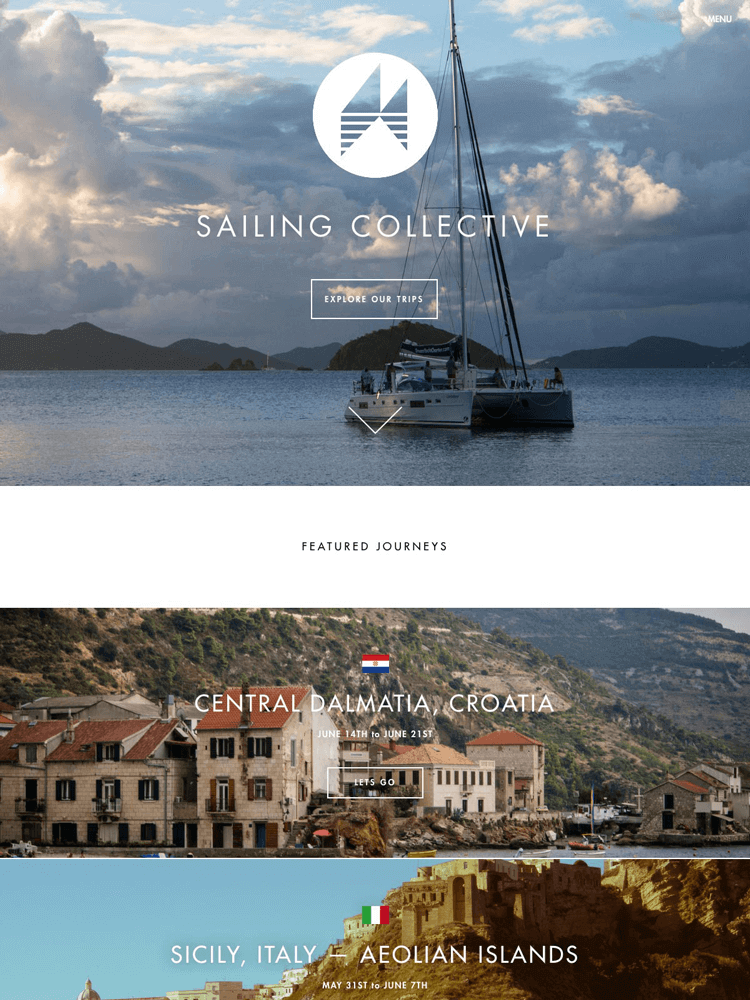 MENU
SAILING COLLECTIVE
EXPLORE OUR TRIPS
FEATURED JOURNEYS
CENTRAL DALMATIA, CROATIA
JUNE 14TH to JUNE 21ST
LETS GO
SICILY, ITALY — AEOLIAN ISLANDS
MAY 31ST to JUNE 7TH